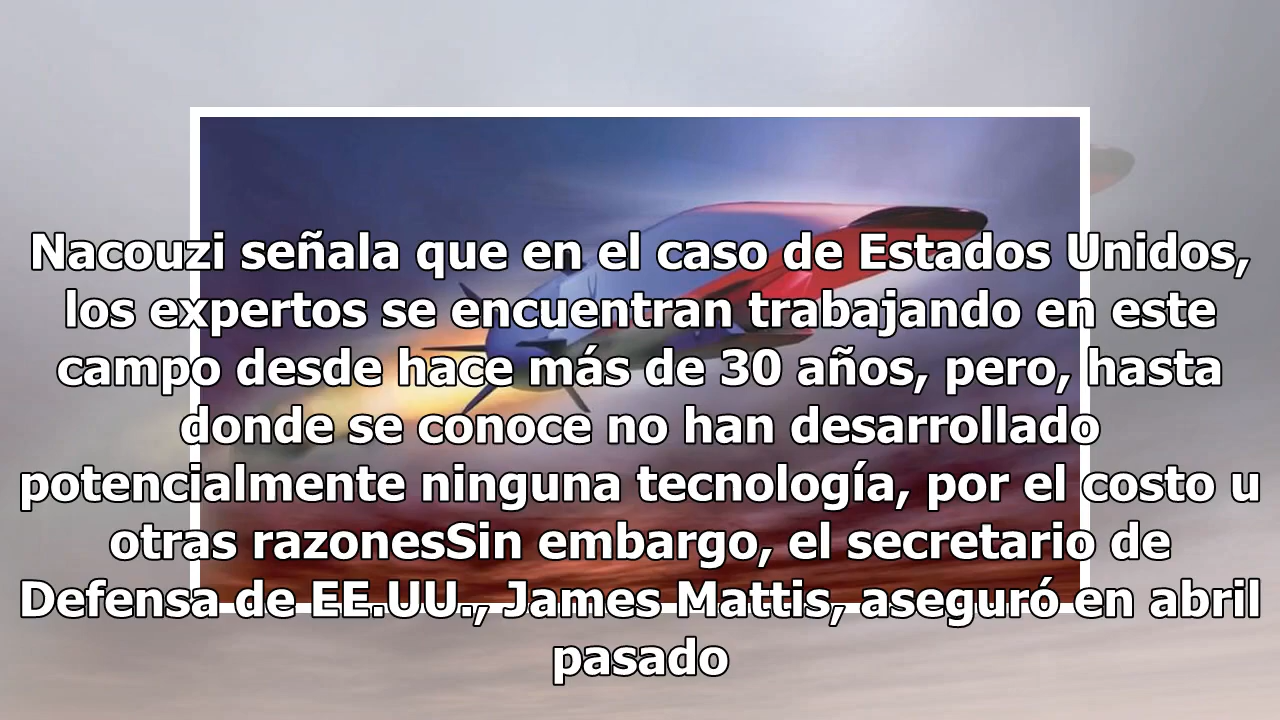 Nacouzi señala que en el caso de Estados Unidos,
los expertos se encuentran trabajando en este
campo desde hace más de 30 años, pero, hasta
donde se conoce no han desarrollado
potencialmente ninguna tecnología, por el costo u
otras razonesSin embargo, el secretario de
Defensa de EE.UU., James Mattis, aseguró en abril
pasado